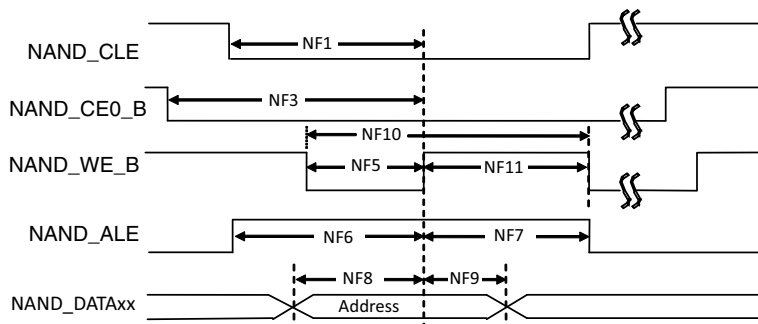 NF1
NAND_CLE
NF3
NAND_CE0_B
NF10
NAND_WE_B
NF5
NF11
NAND_ALE
NF6
NF7
NF8
NF9
NAND_DATAxx
Address